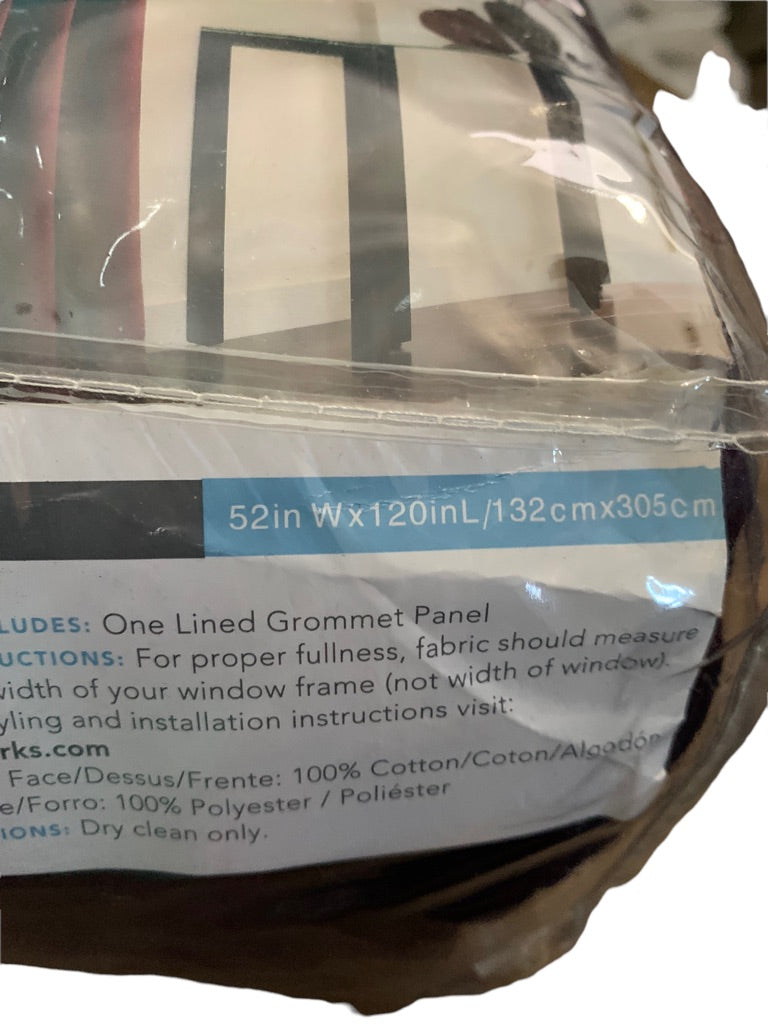 52in Wx120inL/132cmx305cm
LUDES: One Lined Grommet Panel
UCTIONS: For proper fullness, fabric should measure
width of your window frame (not width of window).
yling and installation instructions visit:
rks.com
Face/Dessus/Frente: 100% Cotton/Coton/Algodón
e/Forro: 100% Polyester / Poliéster
IONS: Dry clean only.